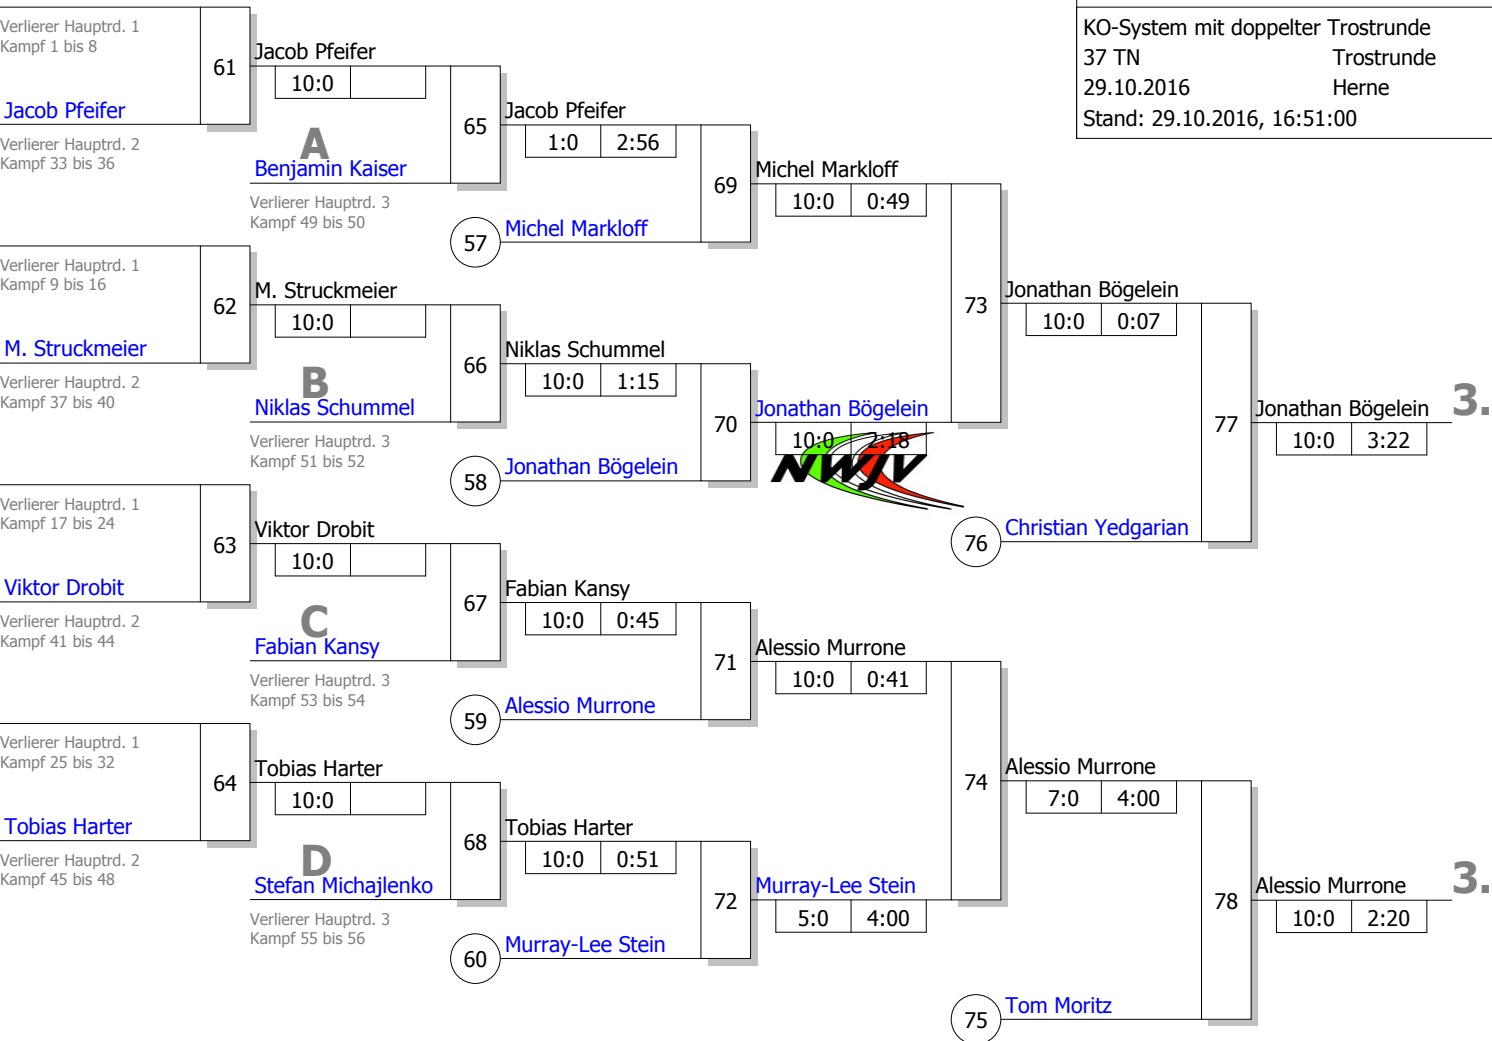 KO-System mit doppelter Trostrunde
37 TN Trostrunde
29.10.2016 Herne
Stand: 29.10.2016, 16:51:00
Verlierer Hauptrd. 1
Kampf 1 bis 8
61
Jacob Pfeifer
10:0
Jacob Pfeifer
Verlierer Hauptrd. 2
Kampf 33 bis 36
A
65
Jacob Pfeifer
1:0 2:56
Benjamin Kaiser
Verlierer Hauptrd. 3
Kampf 49 bis 50
57
Michel Markloff
69
Michel Markloff
10:0 0:49
Verlierer Hauptrd. 1
Kampf 9 bis 16
62
M. Struckmeier
10:0
M. Struckmeier
Verlierer Hauptrd. 2
Kampf 37 bis 40
B
66
Niklas Schummel
10:0 1:15
Niklas Schummel
Verlierer Hauptrd. 3
Kampf 51 bis 52
58
Jonathan Bögelein
70
Jonathan Bögelein
10:0 2:18
NWJV
73
Jonathan Bögelein
10:0 0:07
77
Jonathan Bögelein
10:0 3:22
3.
76
Christian Yedgarian
Verlierer Hauptrd. 1
Kampf 17 bis 24
63
Viktor Drobit
10:0
Viktor Drobit
Verlierer Hauptrd. 2
Kampf 41 bis 44
C
67
Fabian Kansy
10:0 0:45
Fabian Kansy
Verlierer Hauptrd. 3
Kampf 53 bis 54
59
Alessio Murrone
71
Alessio Murrone
10:0 0:41
Verlierer Hauptrd. 1
Kampf 25 bis 32
64
Tobias Harter
10:0
Tobias Harter
Verlierer Hauptrd. 2
Kampf 45 bis 48
D
68
Tobias Harter
10:0 0:51
Stefan Michajlenko
Verlierer Hauptrd. 3
Kampf 55 bis 56
60
Murray-Lee Stein
72
Murray-Lee Stein
5:0 4:00
74
Alessio Murrone
7:0 4:00
78
Alessio Murrone
10:0 2:20
3.
75
Tom Moritz